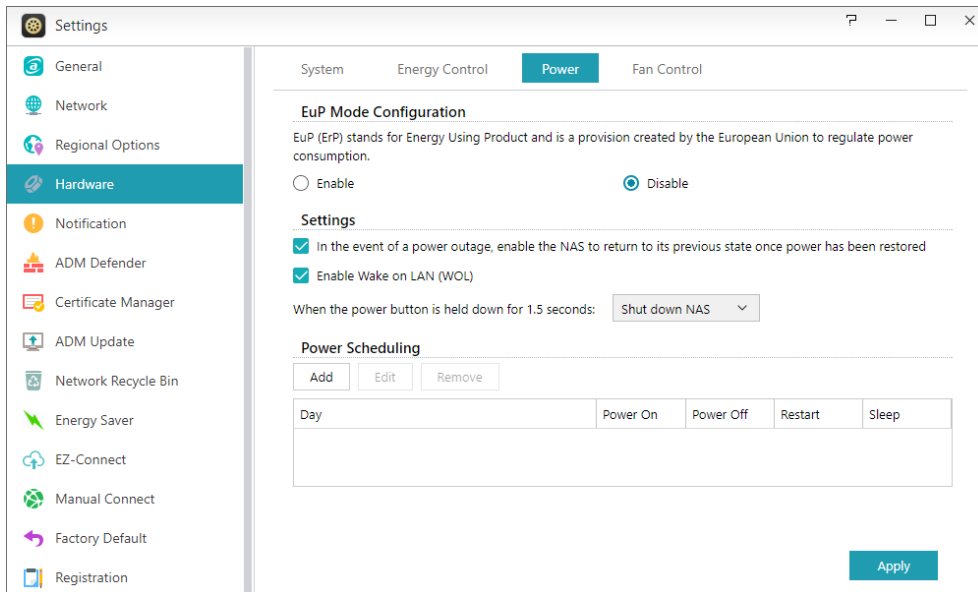 Settings
General
Network
Regional Options
Hardware
Notification
ADM Defender
Certificate Manager
ADM Update
Network Recycle Bin
Energy Saver
EZ-Connect
Manual Connect
Factory Default
Registration
System Energy Control Power Fan Control
EuP Mode Configuration
EuP (ErP) stands for Energy Using Product and is a provision created by the European Union to regulate power
consumption.
Enable Disable
Settings
In the event of a power outage, enable the NAS to return to its previous state once power has been restored
Enable Wake on LAN (WOL)
When the power button is held down for 1.5 seconds: Shut down NAS
Power Scheduling
Add Edit Remove
Day Power On Power Off Restart Sleep
Apply